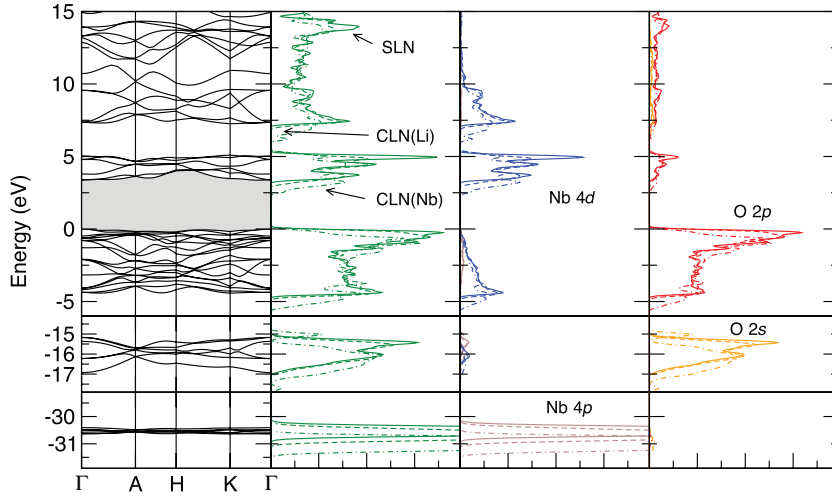 15
SLN
10
CLN(Li)
5
CLN(Nb)
Nb 4d
O 2p
0
Energy (eV)
-5
-15
O 2s
-16
-17
Nb 4p
-30
-31
Γ A H K Γ